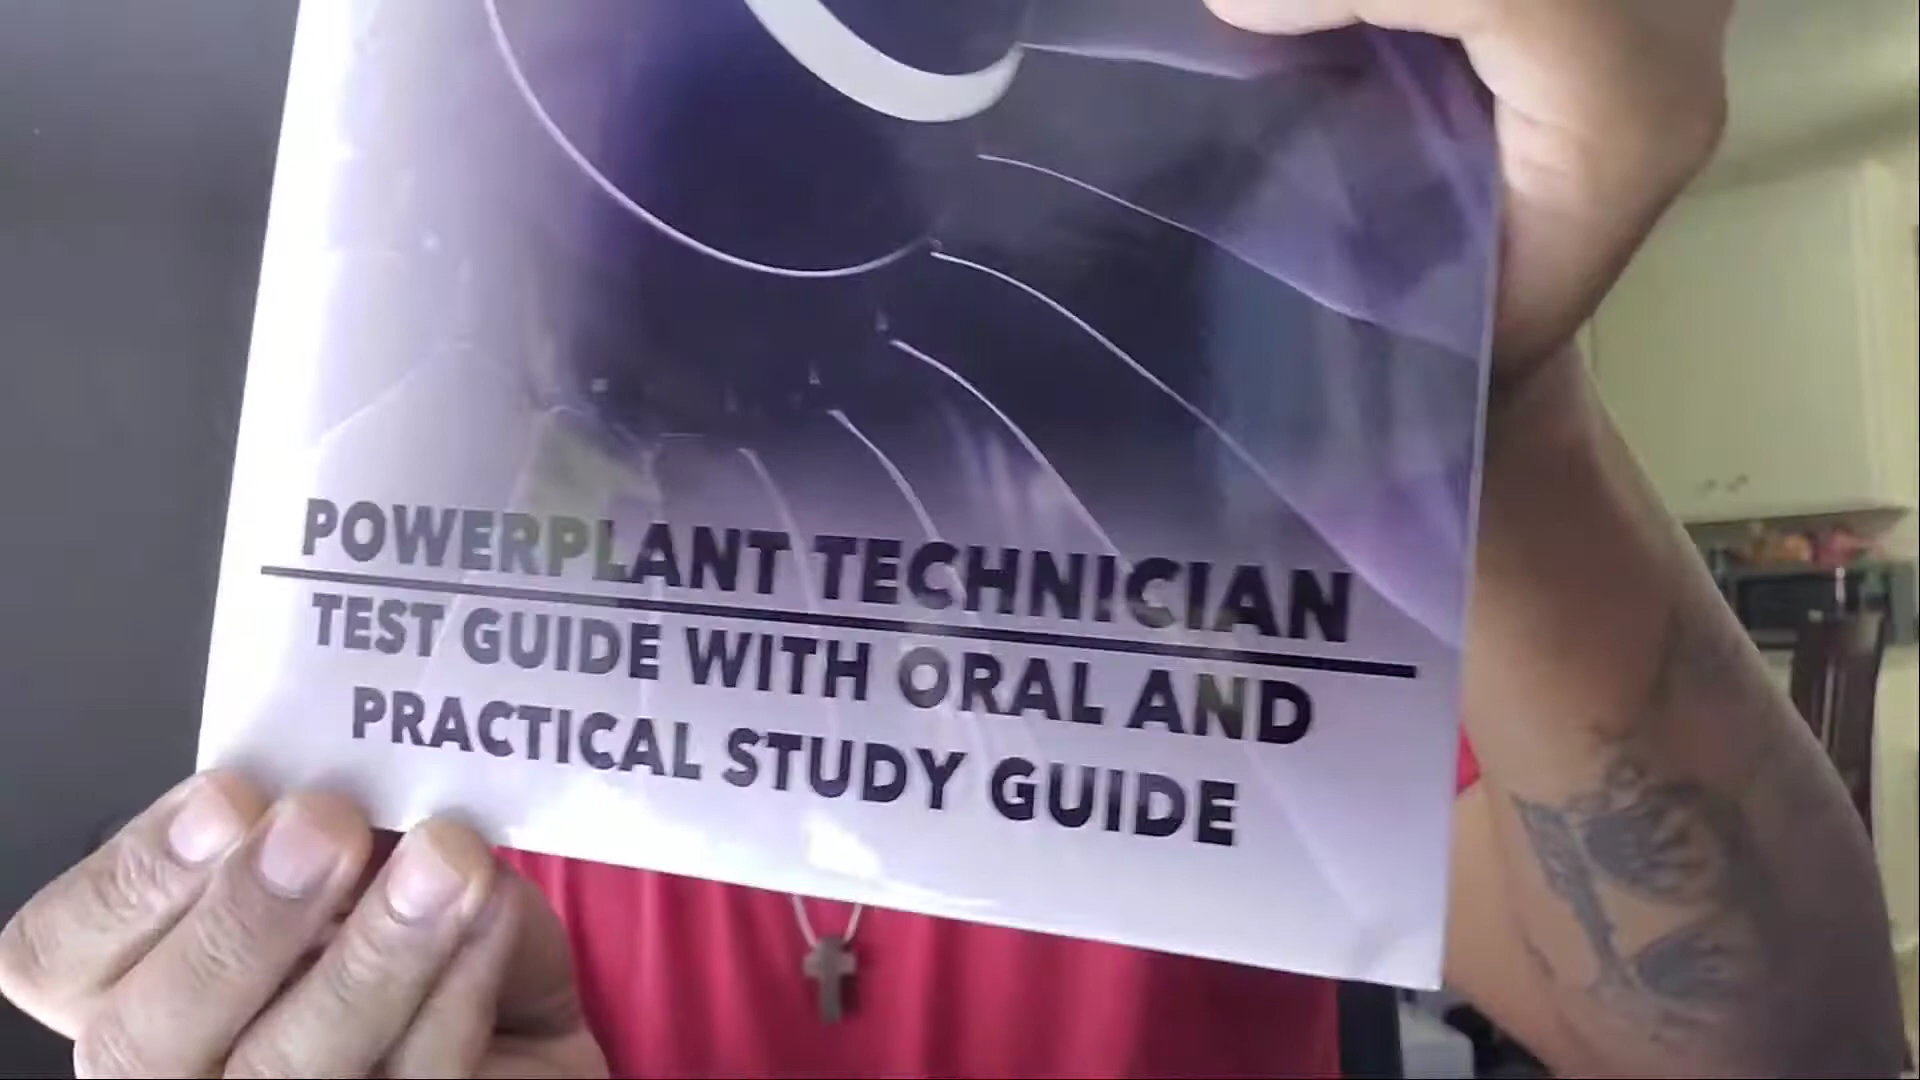 POWERPLANT TECHNICIAN
TEST GUIDE WITH ORAL AND
PRACTICAL STUDY GUIDE